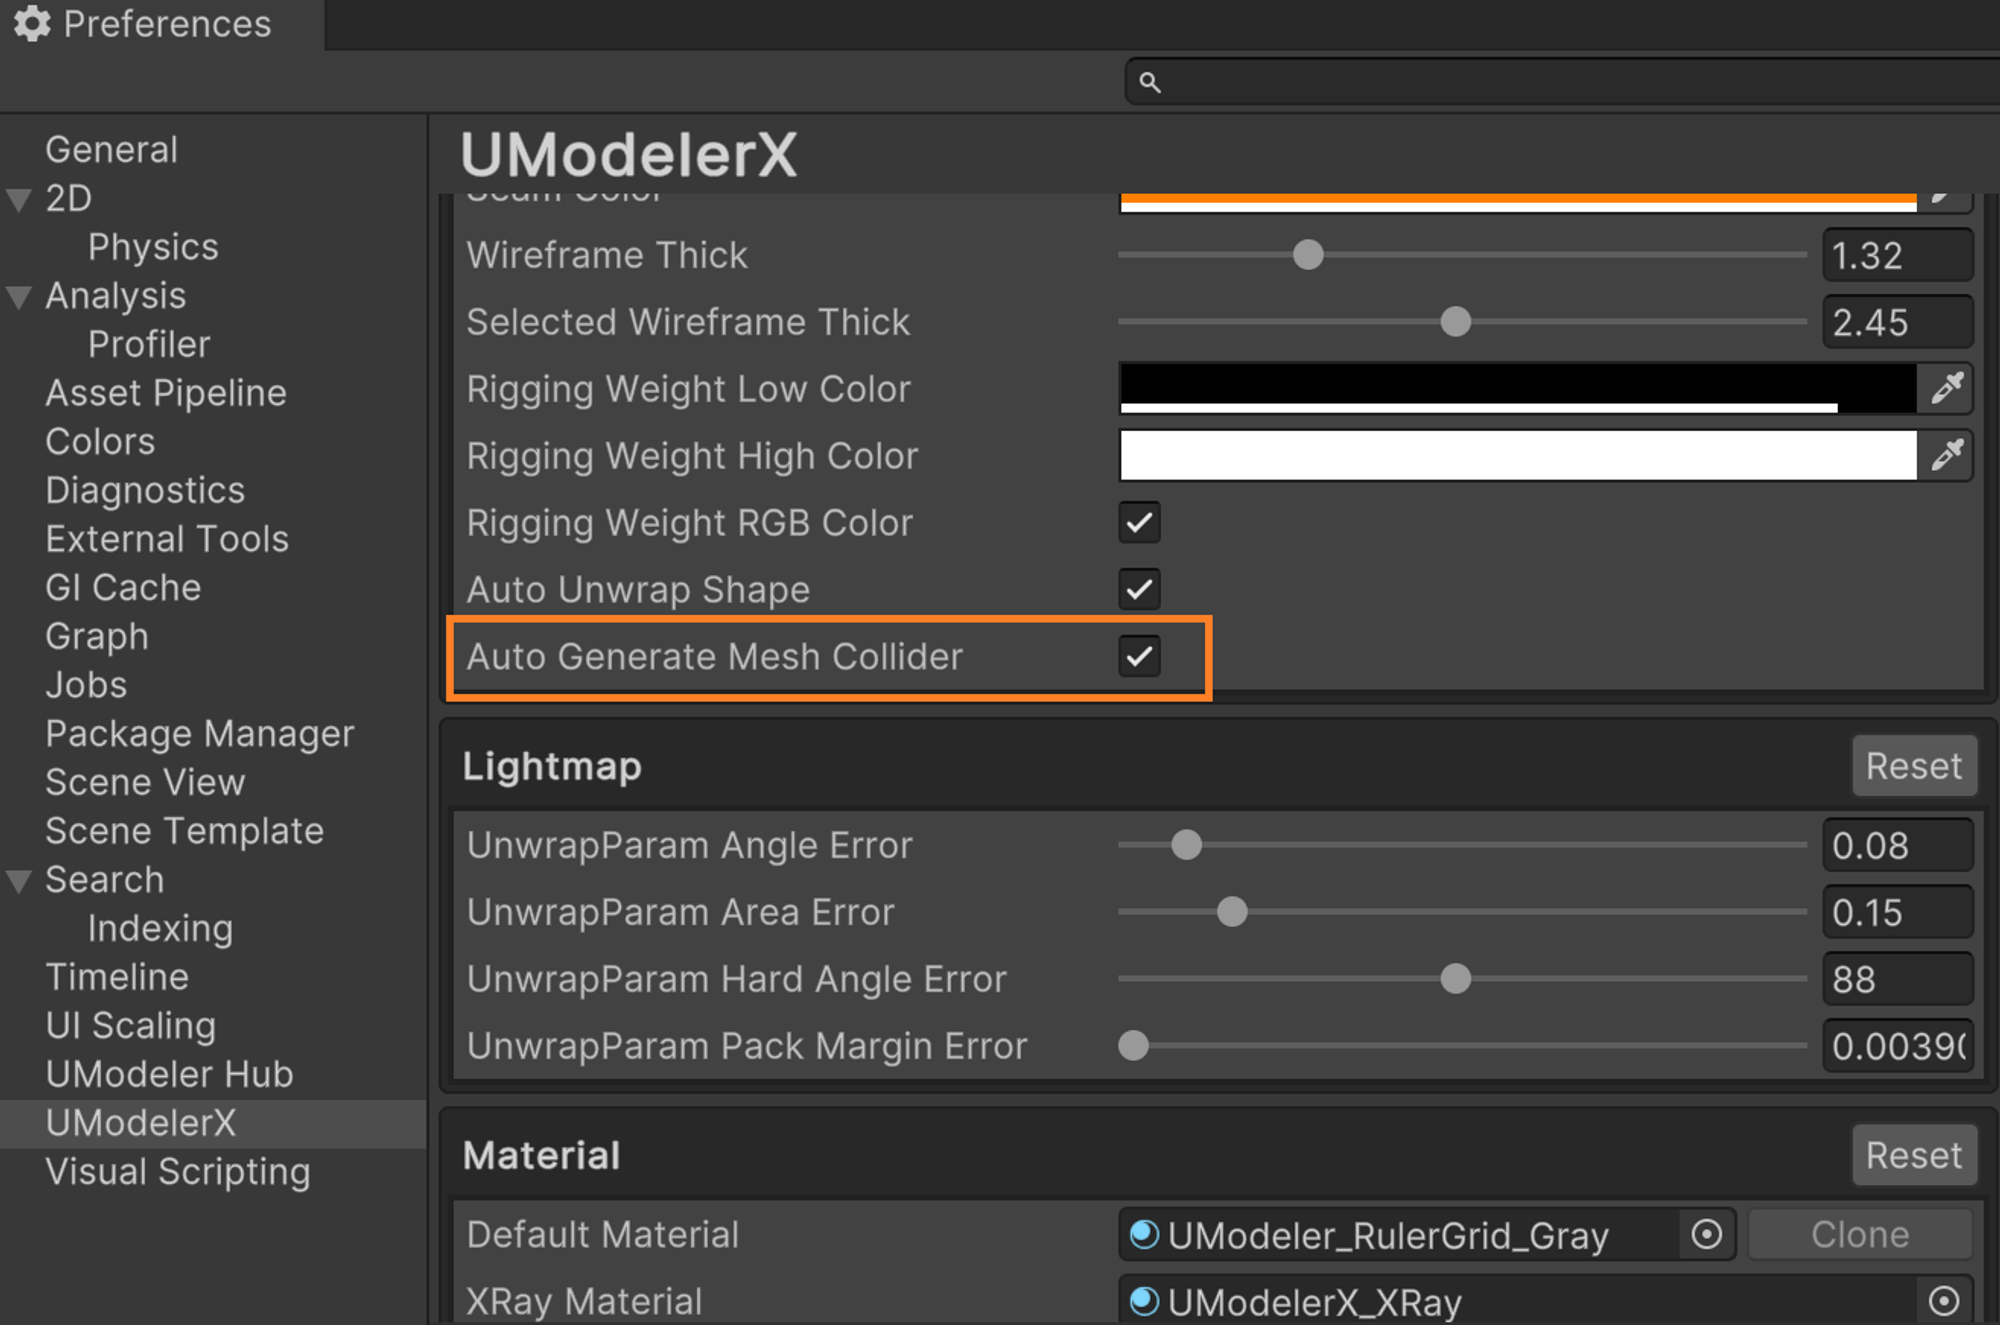 Preferences
General
2D
Physics
Analysis
Profiler
Asset Pipeline
Colors
Diagnostics
External Tools
GI Cache
Graph
Jobs
Package Manager
Scene View
Scene Template
Search
Indexing
Timeline
UI Scaling
UModeler Hub
UModelerX
Visual Scripting
UModelerX
Seam Color
Wireframe Thick 1.32
Selected Wireframe Thick 2.45
Rigging Weight Low Color
Rigging Weight High Color
Rigging Weight RGB Color
Auto Unwrap Shape
Auto Generate Mesh Collider
Lightmap Reset
UnwrapParam Angle Error 0.08
UnwrapParam Area Error 0.15
UnwrapParam Hard Angle Error 88
UnwrapParam Pack Margin Error 0.0039
Material Reset
Default Material UModeler_RulerGrid_Gray Clone
XRay Material UModelerX_XRay